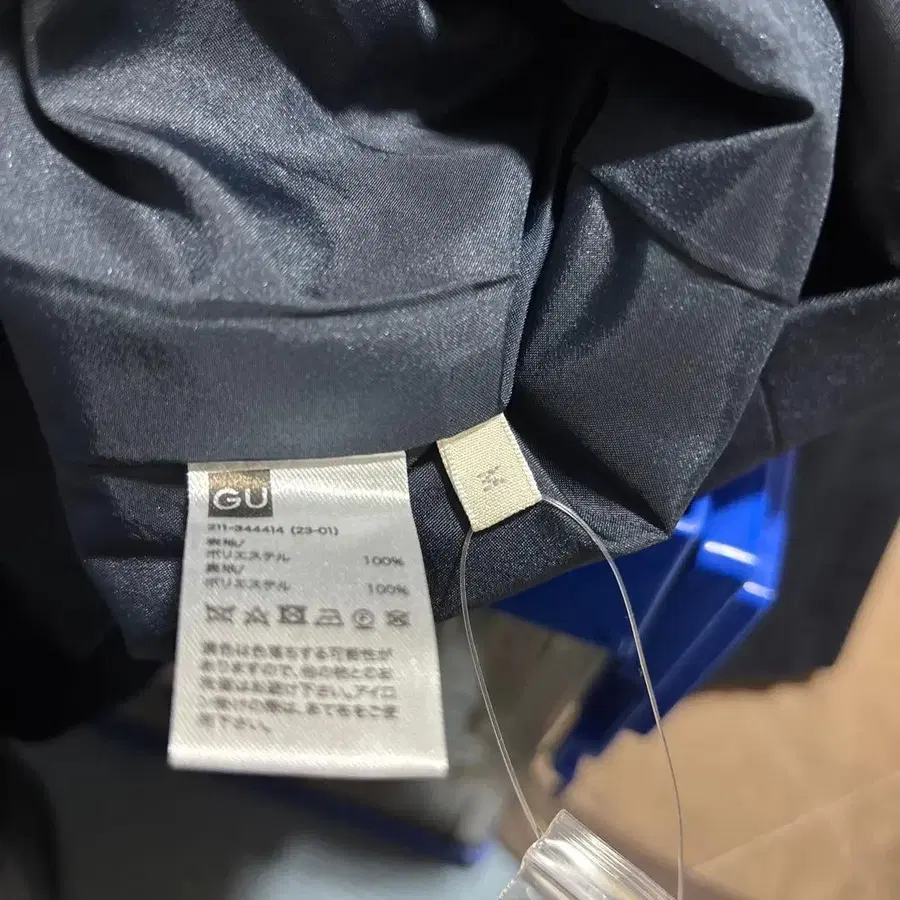 GU
211-344414 (23-01)
表地/
ポリエステル 100%
裏地/
ポリエステル 100%
濃色は色落ちする可能性が
ありますので、他の物との
洗濯はお避け下さい。アイロ
ン掛けの際は、あて布をご使
用下さい。